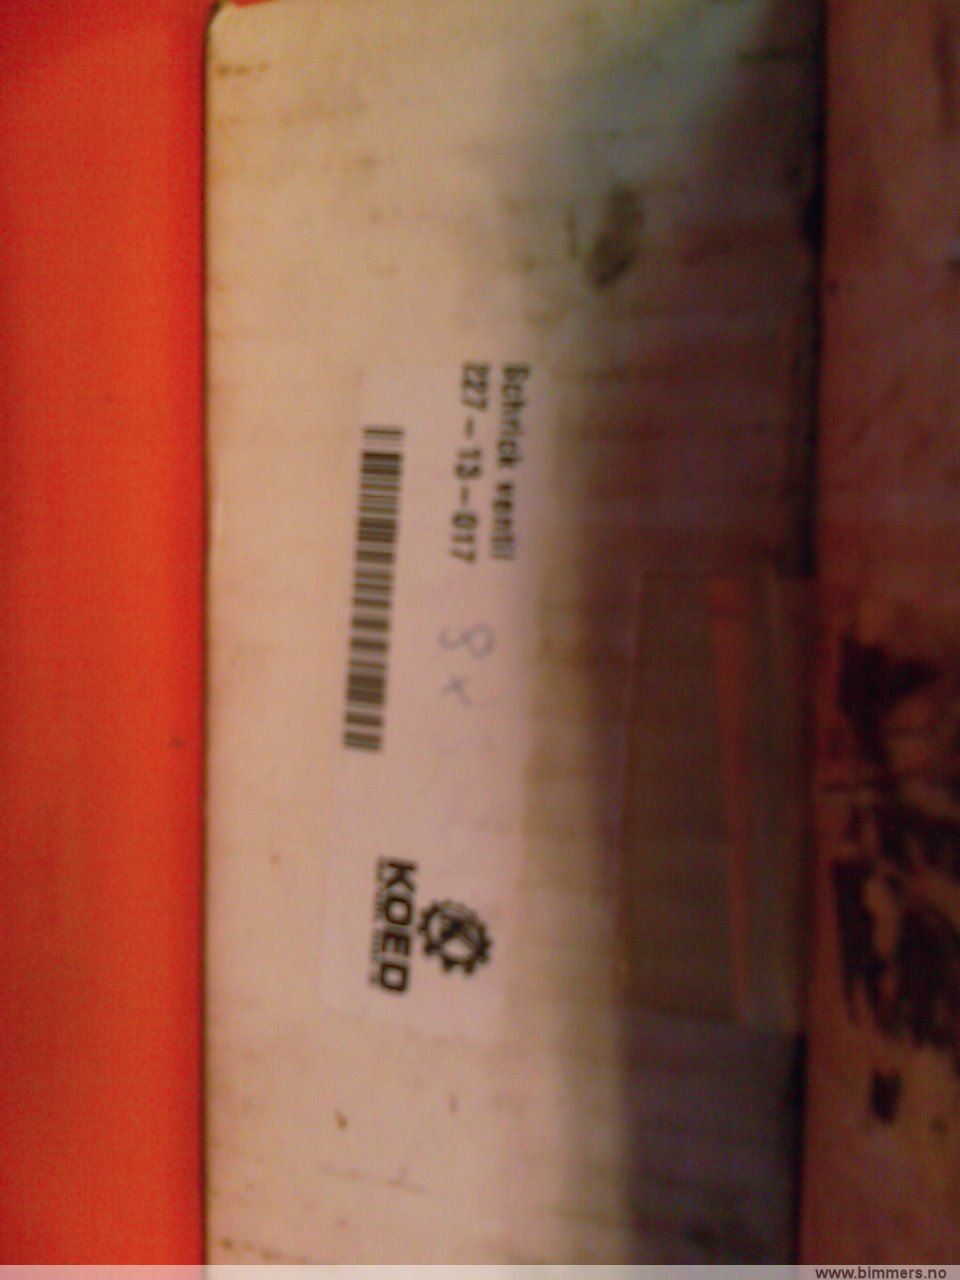 Schrick ventil
227-13-017
8x
KOED
www.bimmers.no